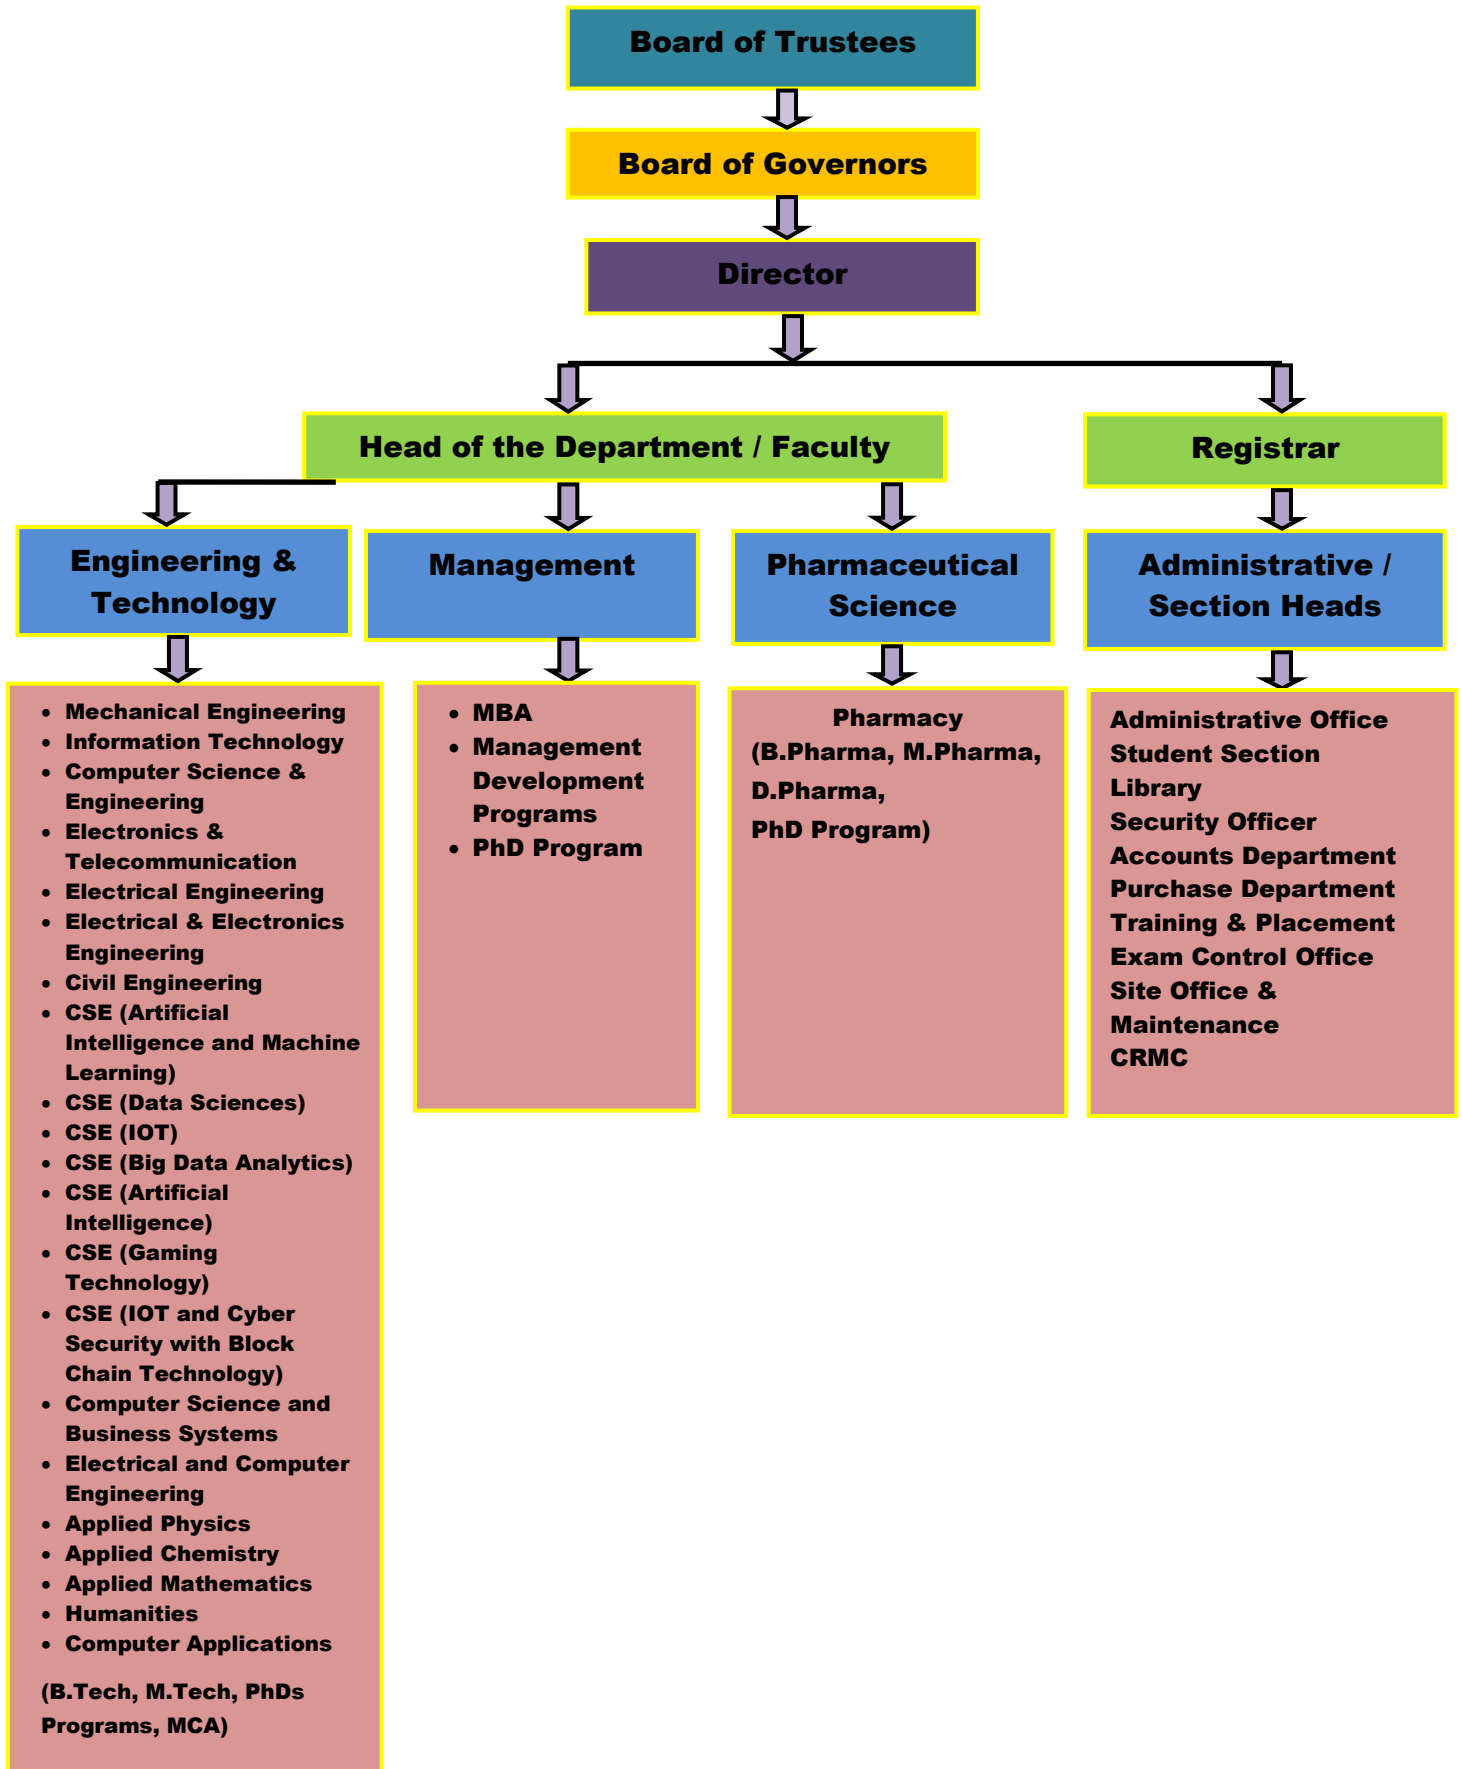 Board of Trustees
Board of Governors
Director
Head of the Department / Faculty
Registrar
Engineering &
Technology
Management
Pharmaceutical
Science
Administrative /
Section Heads
• Mechanical Engineering
• Information Technology
• Computer Science &
Engineering
• Electronics &
Telecommunication
• Electrical Engineering
• Electrical & Electronics
Engineering
• Civil Engineering
• CSE (Artificial
Intelligence and Machine
Learning)
• CSE (Data Sciences)
• CSE (IOT)
• CSE (Big Data Analytics)
• CSE (Artificial
Intelligence)
• CSE (Gaming
Technology)
• CSE (IOT and Cyber
Security with Block
Chain Technology)
• Computer Science and
Business Systems
• Electrical and Computer
Engineering
• Applied Physics
• Applied Chemistry
• Applied Mathematics
• Humanities
• Computer Applications
(B.Tech, M.Tech, PhDs
Programs, MCA)
• MBA
• Management
Development
Programs
• PhD Program
Pharmacy
(B.Pharma, M.Pharma,
D.Pharma,
PhD Program)
Administrative Office
Student Section
Library
Security Officer
Accounts Department
Purchase Department
Training & Placement
Exam Control Office
Site Office &
Maintenance
CRMC